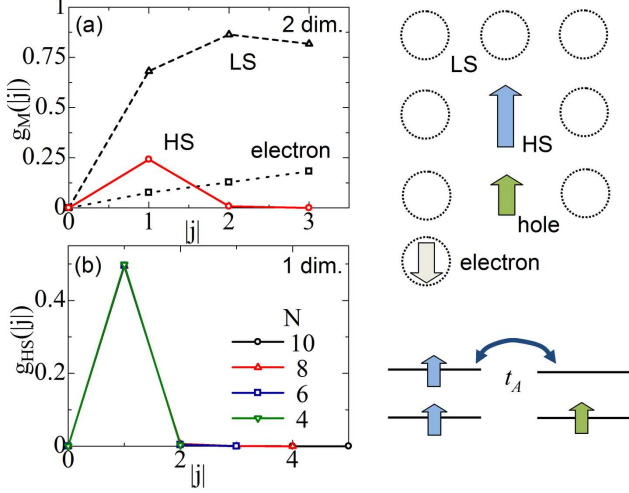 (a)
2 dim.
1
0.75
0.5
0.25
0
g_M(|j|)
LS
HS
electron
0
1
2
3
|j|
(b)
1 dim.
0.4
0.2
0
g_HS(|j|)
N
10
8
6
4
0
2
4
|j|
LS
HS
hole
electron
t_A